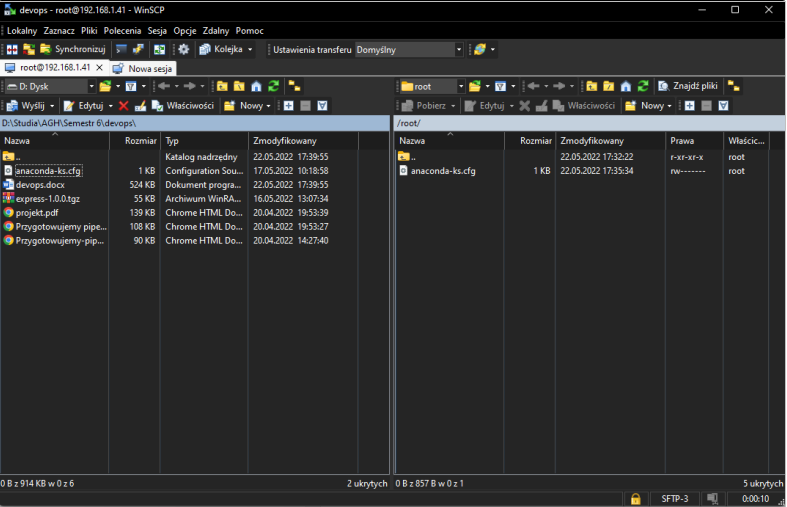 devops - root@192.168.1.41 - WinSCP
Lokalny Zaznacz Pliki Polecenia Sesja Opcje Zdalny Pomoc
Synchronizuj Kolejka Ustawienia transferu Domyślny
root@192.168.1.41 Nowa sesja
D: Dysk root Znajdź pliki
Wyślij Edytuj Właściwości Nowy Pobierz Edytuj Właściwości Nowy
D:\Studia\AGH\Semestr 6\devops\ /root/
Nazwa Rozmiar Typ Zmodyfikowany Nazwa Rozmiar Zmodyfikowany Prawa Właścic...
.. Katalog nadrzędny 22.05.2022 17:39:55 .. 22.05.2022 17:32:22 r-xr-xr-x root
anaconda-ks.cfg 1 KB Configuration Sou... 17.05.2022 10:18:58 anaconda-ks.cfg 1 KB 22.05.2022 17:35:34 rw------- root
devops.docx 524 KB Dokument progra... 22.05.2022 17:39:55
express-1.0.0.tgz 55 KB Archiwum WinRA... 16.05.2022 13:07:34
projekt.pdf 139 KB Chrome HTML Do... 20.04.2022 19:53:39
Przygotowujemy pipe... 108 KB Chrome HTML Do... 20.04.2022 19:53:27
Przygotowujemy-pip... 90 KB Chrome HTML Do... 20.04.2022 14:27:40
0 B z 914 KB w 0 z 6 2 ukrytych 0 B z 857 B w 0 z 1 5 ukrytych
SFTP-3 0:00:10